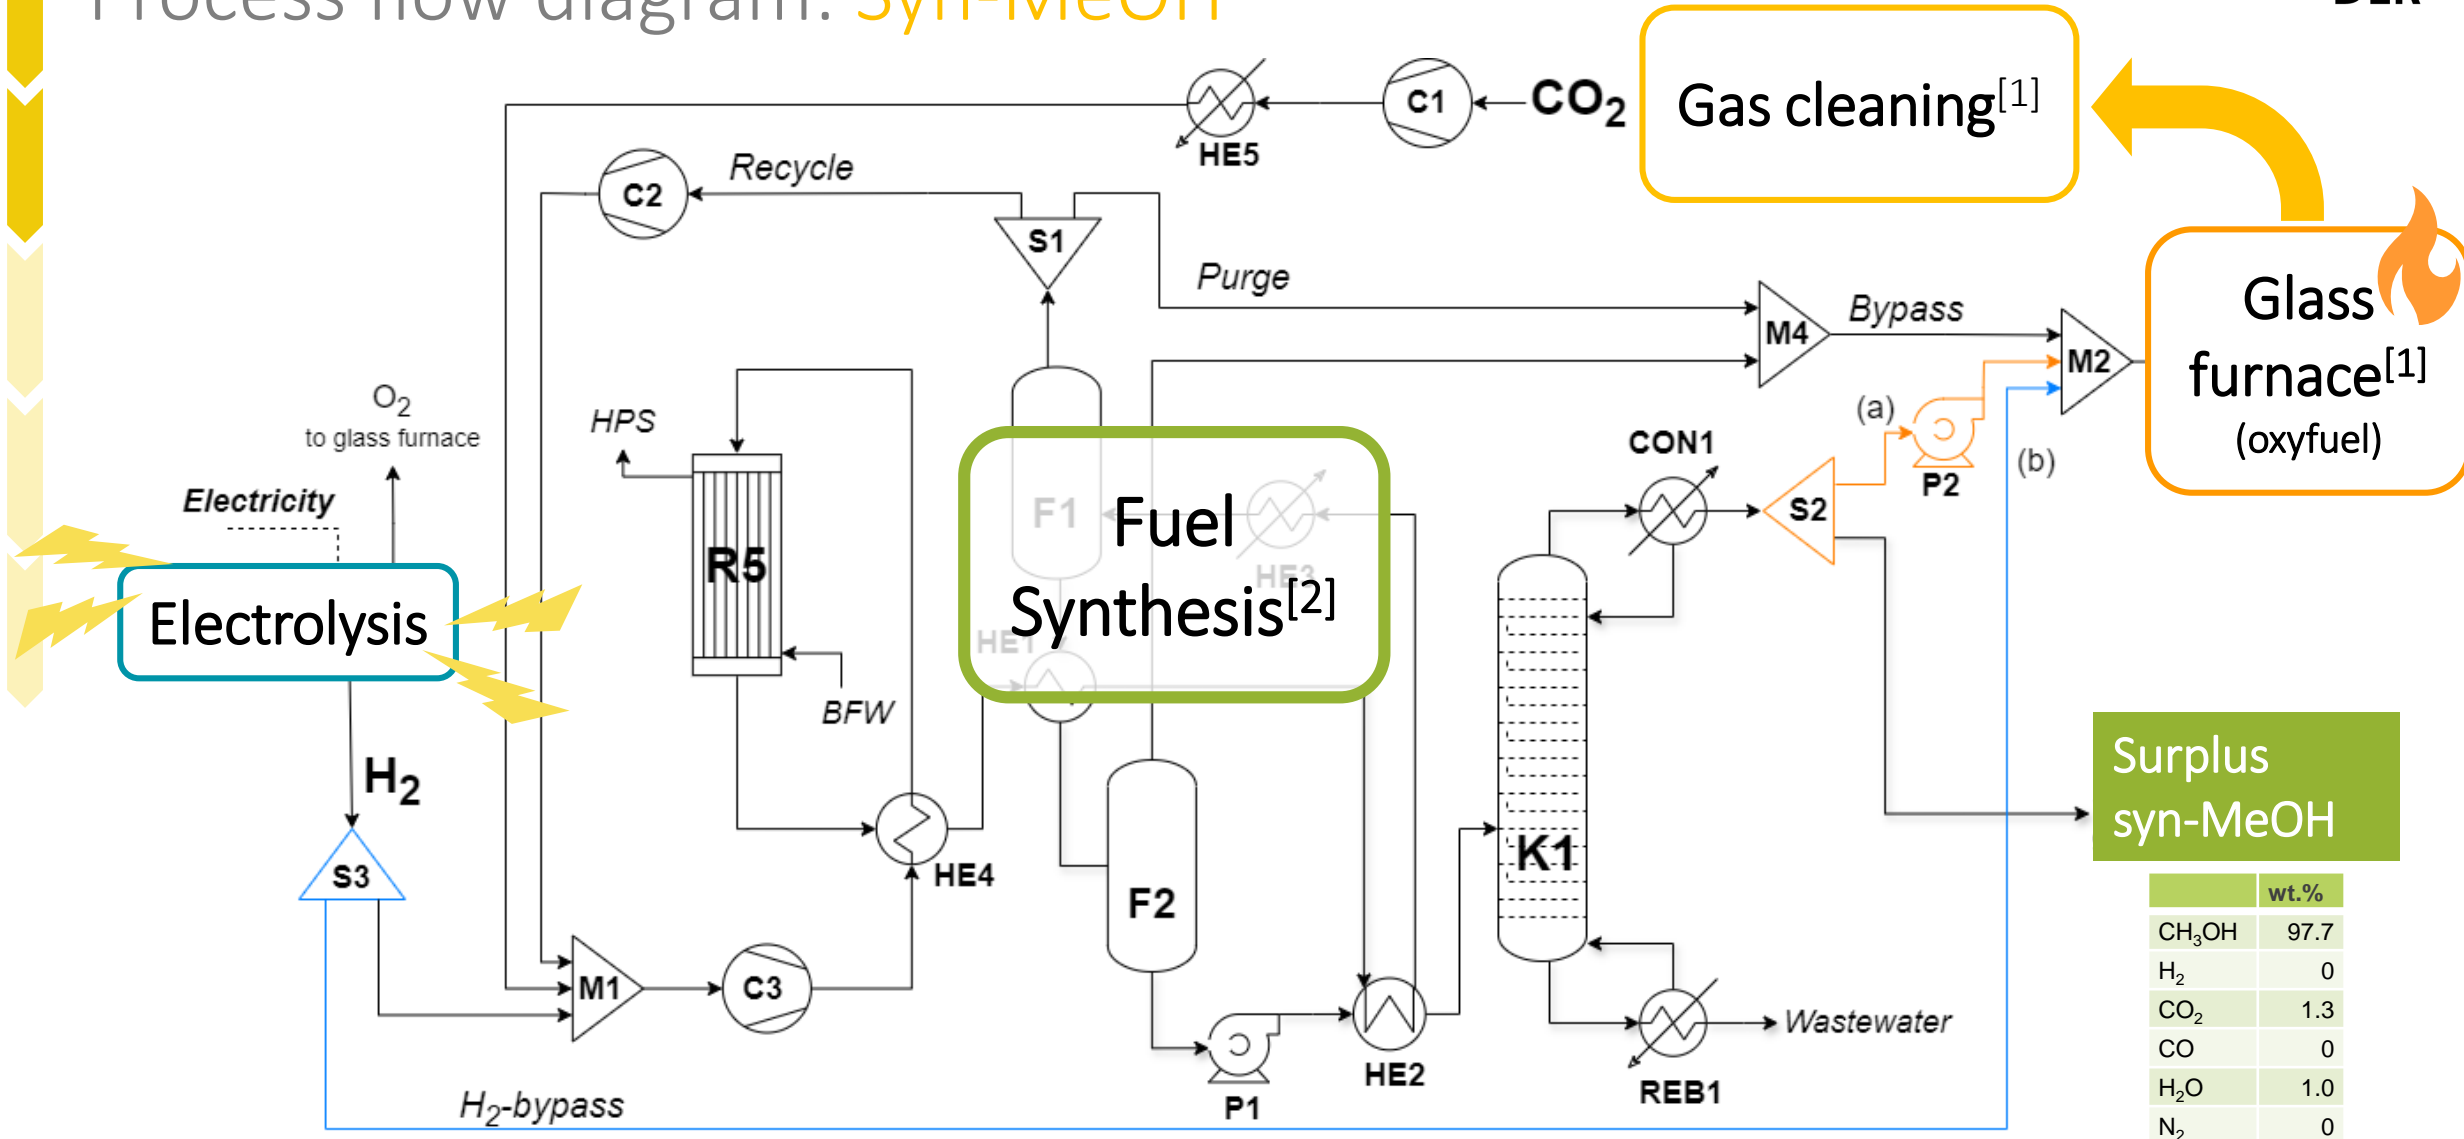 Process flow diagram: Syn-MeOH
DLR
CO₂
Gas cleaning[1]
C1
HE5
Recycle
C2
S1
Purge
Bypass
M4
M2
Glass
furnace[1]
(oxyfuel)
O₂
to glass furnace
HPS
(a)
P2
(b)
CON1
S2
Electricity
Electrolysis
R5
F1
HE3
Fuel
Synthesis[2]
HE1
BFW
H₂
S3
HE4
F2
K1
Surplus
syn-MeOH
M1
C3
P1
HE2
REB1
Wastewater
H₂-bypass
wt.%
CH₃OH 97.7
H₂ 0
CO₂ 1.3
CO 0
H₂O 1.0
N₂ 0